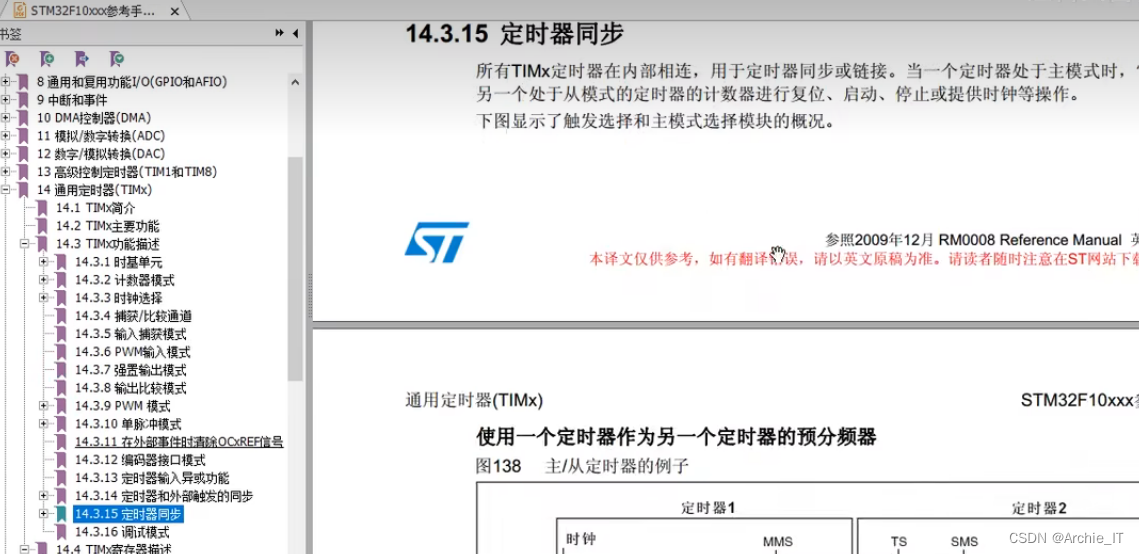 STM32F10xxx参考手...
书签
8 通用和复用功能I/O(GPIO和AFIO)
9 中断和事件
10 DMA控制器(DMA)
11 模拟/数字转换(ADC)
12 数字/模拟转换(DAC)
13 高级控制定时器(TIM1和TIM8)
14 通用定时器(TIMx)
14.1 TIMx简介
14.2 TIMx主要功能
14.3 TIMx功能描述
14.3.1 时基单元
14.3.2 计数器模式
14.3.3 时钟选择
14.3.4 捕获/比较通道
14.3.5 输入捕获模式
14.3.6 PWM输入模式
14.3.7 强置输出模式
14.3.8 输出比较模式
14.3.9 PWM 模式
14.3.10 单脉冲模式
14.3.11 在外部事件时清除OCxREF信号
14.3.12 编码器接口模式
14.3.13 定时器输入异或功能
14.3.14 定时器和外部触发的同步
14.3.15 定时器同步
14.3.16 调试模式
14.4 TIMx寄存器描述
14.3.15 定时器同步
所有TIMx定时器在内部相连，用于定时器同步或链接。当一个定时器处于主模式时，
另一个处于从模式的定时器的计数器进行复位、启动、停止或提供时钟等操作。
下图显示了触发选择和主模式选择模块的概况。
ST
参照2009年12月 RM0008 Reference Manual 英
本译文仅供参考，如有翻译错误，请以英文原稿为准。请读者随时注意在ST网站下载
通用定时器(TIMx)
STM32F10xxx参
使用一个定时器作为另一个定时器的预分频器
图138 主/从定时器的例子
定时器1
定时器2
时钟
MMS
TS
SMS
CSDN @Archie_IT